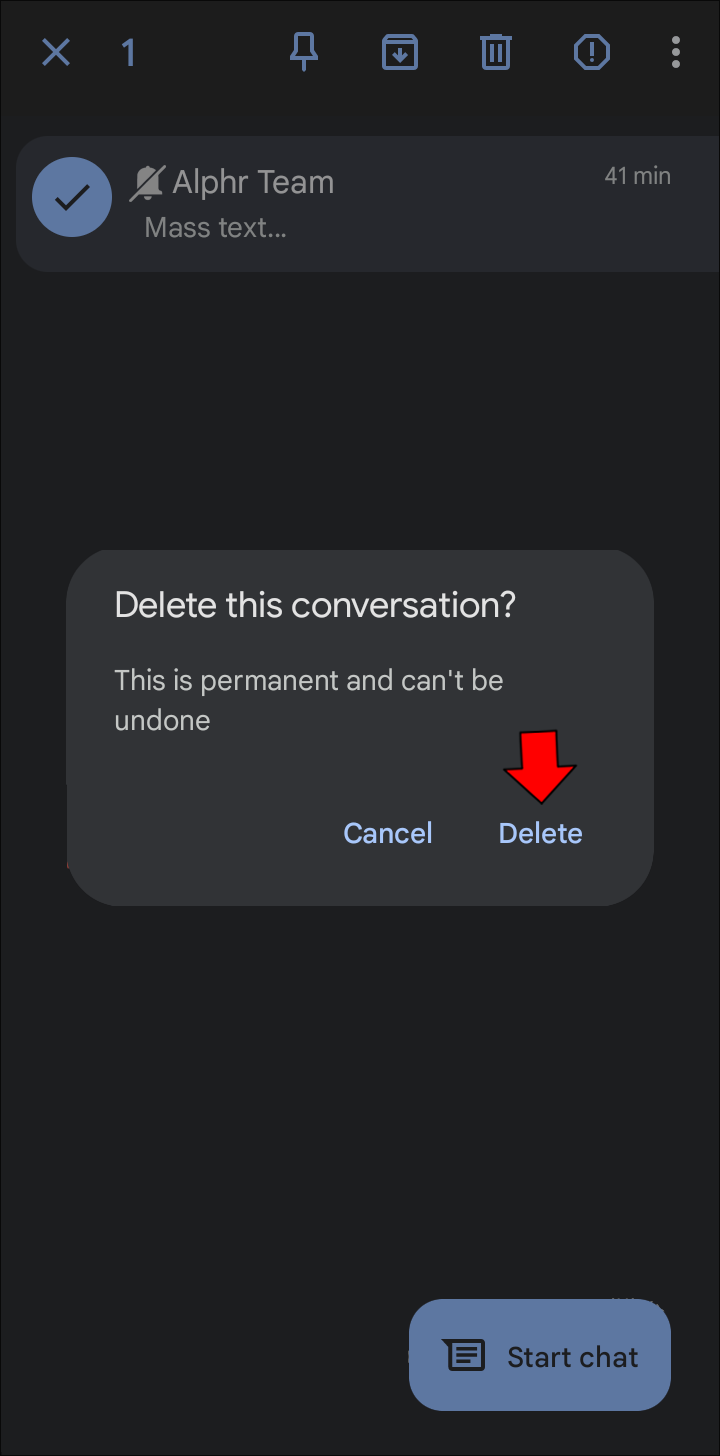 1
Alphr Team
41 min
Mass text...
Delete this conversation?
This is permanent and can't be
undone
Cancel
Delete
Start chat